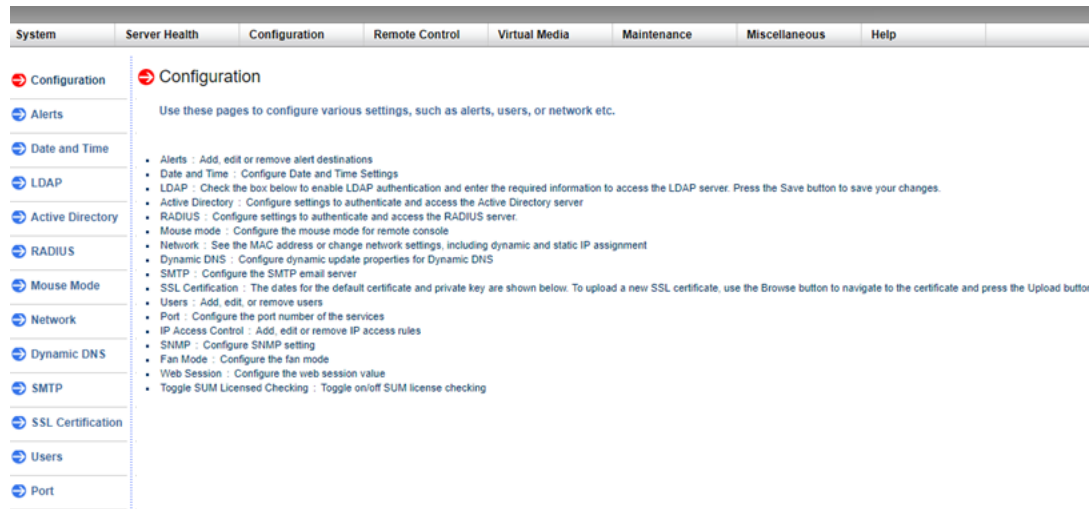 System Server Health Configuration Remote Control Virtual Media Maintenance Miscellaneous Help
Configuration
Alerts
Date and Time
LDAP
Active Directory
RADIUS
Mouse Mode
Network
Dynamic DNS
SMTP
SSL Certification
Users
Port
Configuration
Use these pages to configure various settings, such as alerts, users, or network etc.
Alerts : Add, edit or remove alert destinations
Date and Time : Configure Date and Time Settings
LDAP : Check the box below to enable LDAP authentication and enter the required information to access the LDAP server. Press the Save button to save your changes.
Active Directory : Configure settings to authenticate and access the Active Directory server
RADIUS : Configure settings to authenticate and access the RADIUS server.
Mouse mode : Configure the mouse mode for remote console
Network : See the MAC address or change network settings, including dynamic and static IP assignment
Dynamic DNS : Configure dynamic update properties for Dynamic DNS
SMTP : Configure the SMTP email server
SSL Certification : The dates for the default certificate and private key are shown below. To upload a new SSL certificate, use the Browse button to navigate to the certificate and press the Upload button
Users : Add, edit, or remove users
Port : Configure the port number of the services
IP Access Control : Add, edit or remove IP access rules
SNMP : Configure SNMP setting
Fan Mode : Configure the fan mode
Web Session : Configure the web session value
Toggle SUM Licensed Checking : Toggle on/off SUM license checking